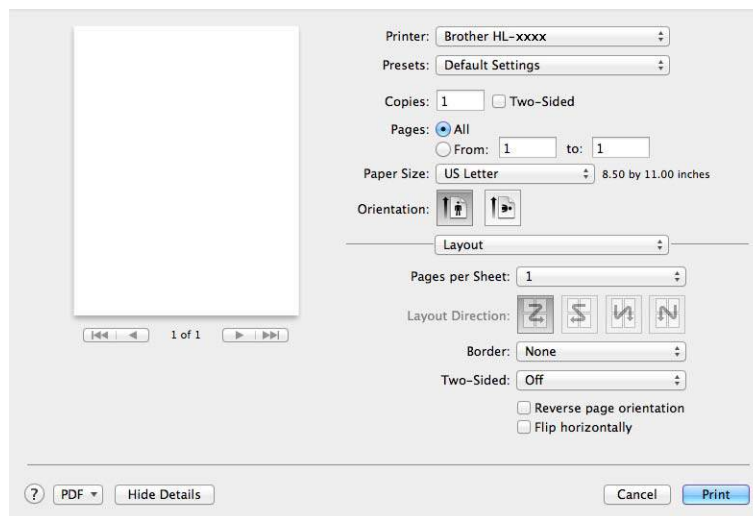 Printer: Brother HL-xxxx
Presets: Default Settings
Copies: 1 Two-Sided
Pages: All
From: 1 to: 1
Paper Size: US Letter 8.50 by 11.00 inches
Orientation:
Layout
Pages per Sheet: 1
Layout Direction:
Border: None
Two-Sided: Off
Reverse page orientation
Flip horizontally
1 of 1
? PDF Hide Details Cancel Print